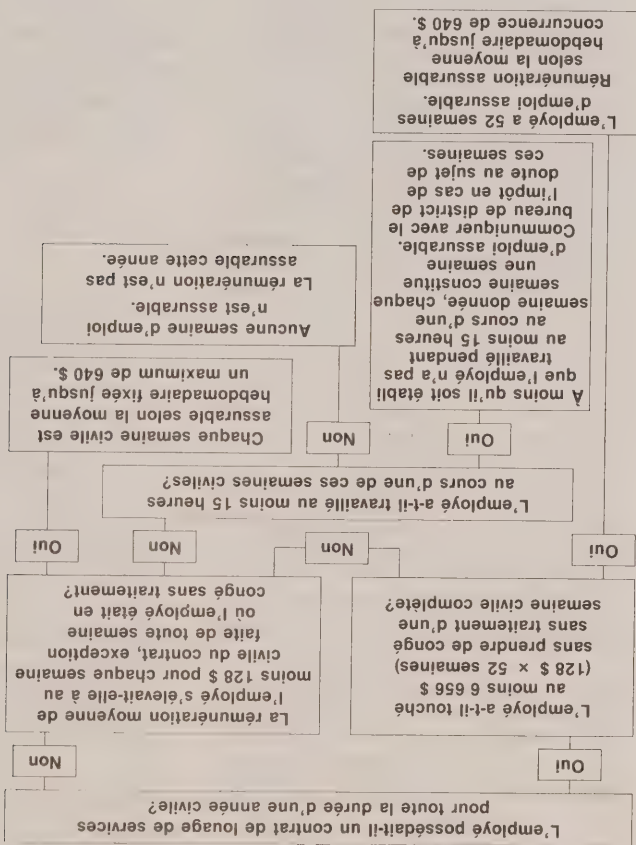 L'employé possédait-il un contrat de louage de services
pour toute la durée d'une année civile?
Oui
Non
L'employé a-t-il touché
au moins 6 656 $
(128 $ × 52 semaines)
sans prendre de congé
sans traitement d'une
semaine civile complète?
La rémunération moyenne de
l'employé s'élevait-elle à au
moins 128 $ pour chaque semaine
civile du contrat, exception
faite de toute semaine
où l'employé était en
congé sans traitement?
Oui
Non
Non
Oui
L'employé a-t-il travaillé au moins 15 heures
au cours d'une de ces semaines civiles?
Oui
Non
Chaque semaine civile est
assurable selon la moyenne
hebdomadaire fixée jusqu'à
un maximum de 640 $.
À moins qu'il soit établi
que l'employé n'a pas
travaillé pendant
au moins 15 heures
au cours d'une
semaine donnée, chaque
semaine constitue
une semaine
d'emploi assurable.
Communiquer avec le
bureau de district de
l'impôt en cas de
doute au sujet de
ces semaines.
Aucune semaine d'emploi
n'est assurable.
La rémunération n'est pas
assurable cette année.
L'employé a 52 semaines
d'emploi assurable.
Rémunération assurable
selon la moyenne
hebdomadaire jusqu'à
concurrence de 640 $.